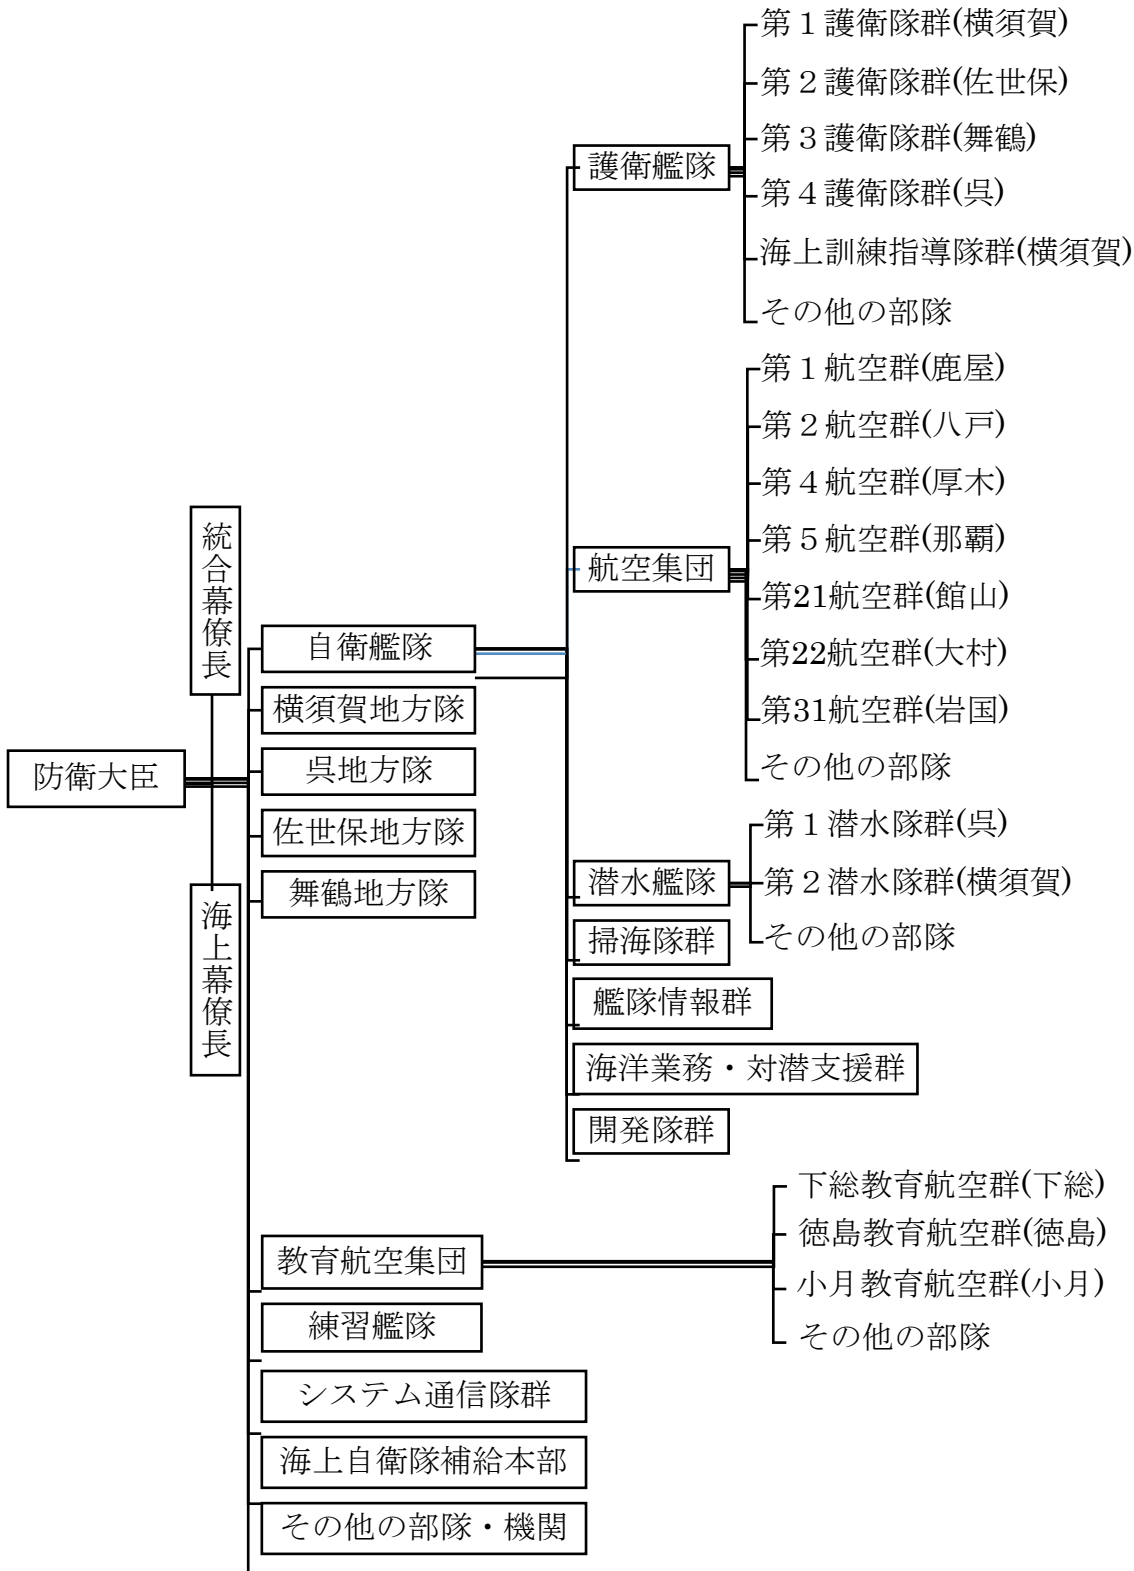 第１護衛隊群(横須賀)
第２護衛隊群(佐世保)
第３護衛隊群(舞鶴)
護衛艦隊
第４護衛隊群(呉)
海上訓練指導隊群(横須賀)
その他の部隊
第１航空群(鹿屋)
第２航空群(八戸)
第４航空群(厚木)
第５航空群(那覇)
航空集団
第21航空群(館山)
第22航空群(大村)
第31航空群(岩国)
その他の部隊
統合幕僚長
自衛艦隊
横須賀地方隊
防衛大臣
呉地方隊
佐世保地方隊
舞鶴地方隊
海上幕僚長
第１潜水隊群(呉)
潜水艦隊
第２潜水隊群(横須賀)
その他の部隊
掃海隊群
艦隊情報群
海洋業務・対潜支援群
開発隊群
下総教育航空群(下総)
徳島教育航空群(徳島)
教育航空集団
小月教育航空群(小月)
その他の部隊
練習艦隊
システム通信隊群
海上自衛隊補給本部
その他の部隊・機関